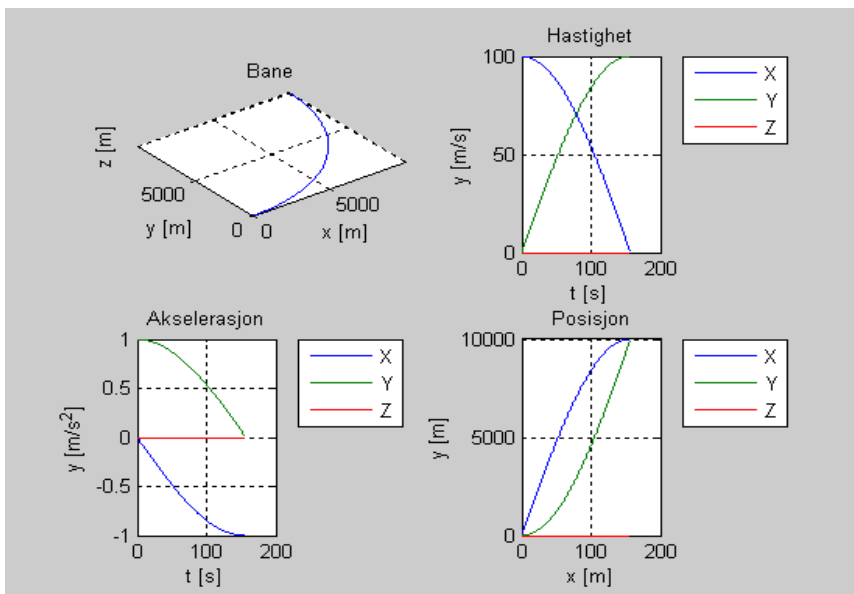 Bane
z [m]
5000
y [m]
0
0
x [m]
5000
Hastighet
100
50
0
y [m/s]
0
100
200
t [s]
X
Y
Z
Akselerasjon
1
0.5
0
-0.5
-1
y [m/s²]
0
100
200
t [s]
X
Y
Z
Posisjon
10000
5000
0
y [m]
0
100
200
x [m]
X
Y
Z